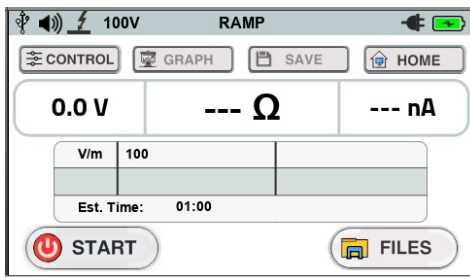 100V RAMP
CONTROL GRAPH SAVE HOME
0.0 V --- Ω --- nA
V/m 100
Est. Time: 01:00
START FILES